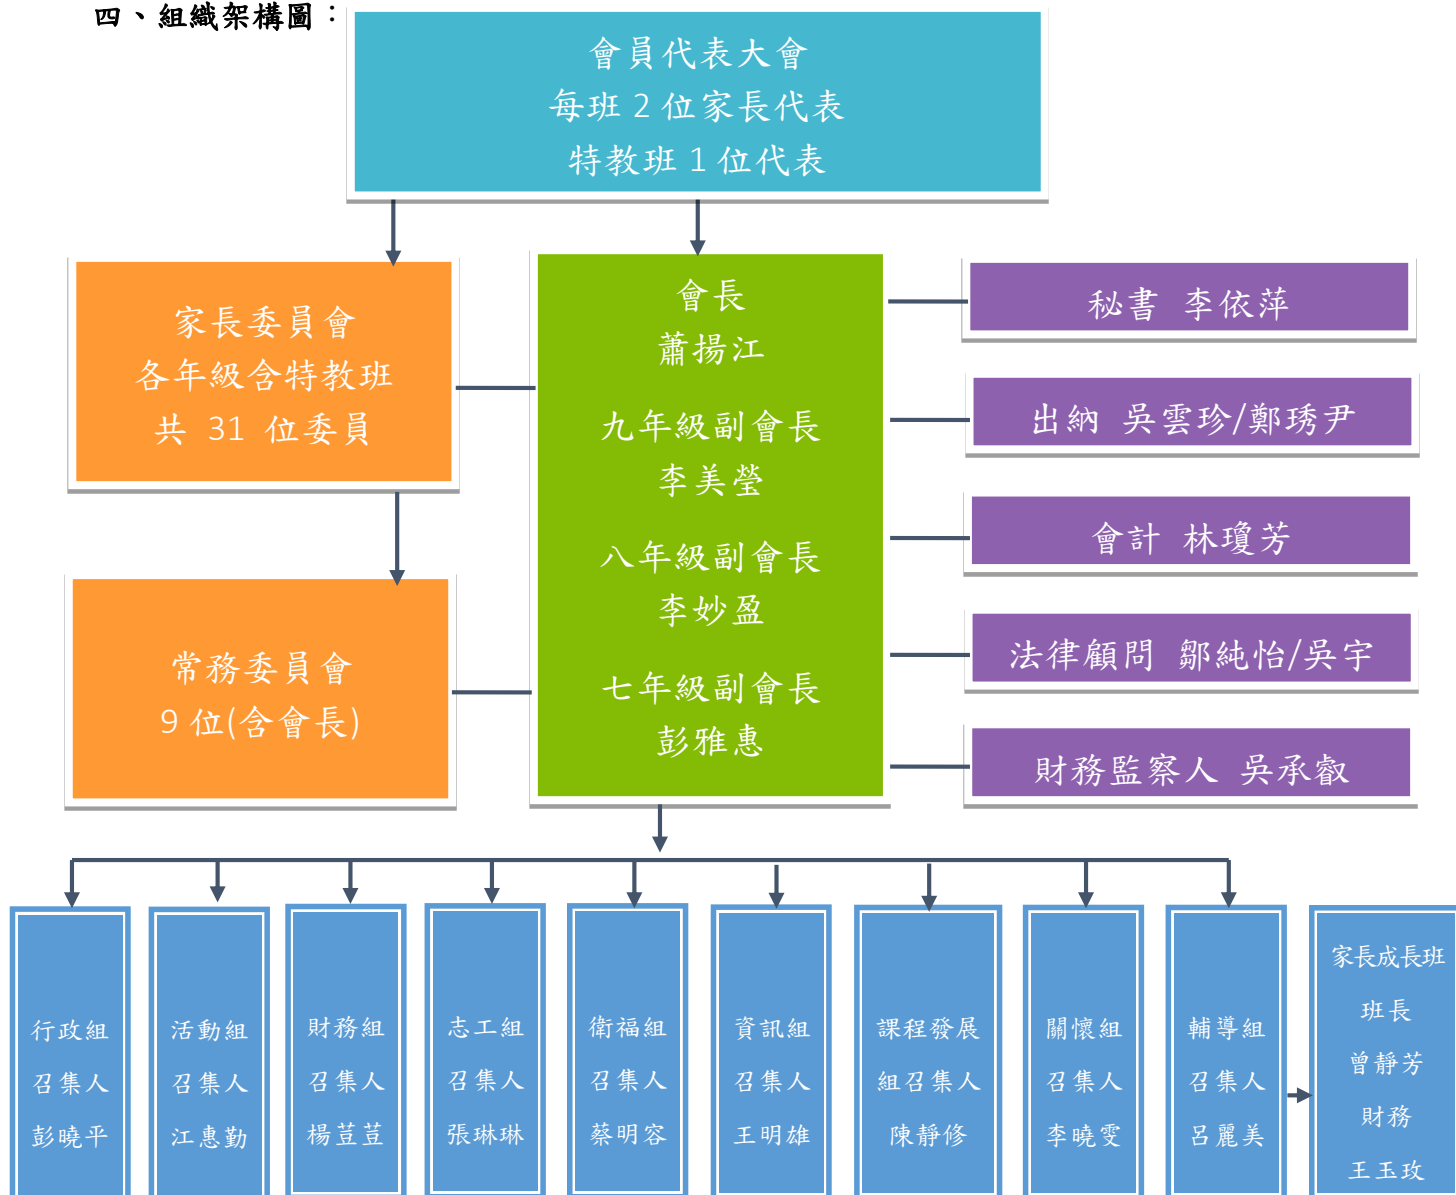 四、組織架構圖：
會員代表大會
每班 2 位家長代表
特教班 1 位代表
家長委員會
各年級含特教班
共 31 位委員
常務委員會
9 位(含會長)
會長
蕭揚江
九年級副會長
李美瑩
八年級副會長
李妙盈
七年級副會長
彭雅惠
秘書 李依萍
出納 吳雲珍/鄭琇尹
會計 林瓊芳
法律顧問 鄒純怡/吳宇
財務監察人 吳承叡
行政組
召集人
彭曉平
活動組
召集人
江惠勤
財務組
召集人
楊荳荳
志工組
召集人
張琳琳
衛福組
召集人
蔡明容
資訊組
召集人
王明雄
課程發展
組召集人
陳靜修
關懷組
召集人
李曉雯
輔導組
召集人
呂麗美
家長成長班
班長
曾靜芳
財務
王玉玫